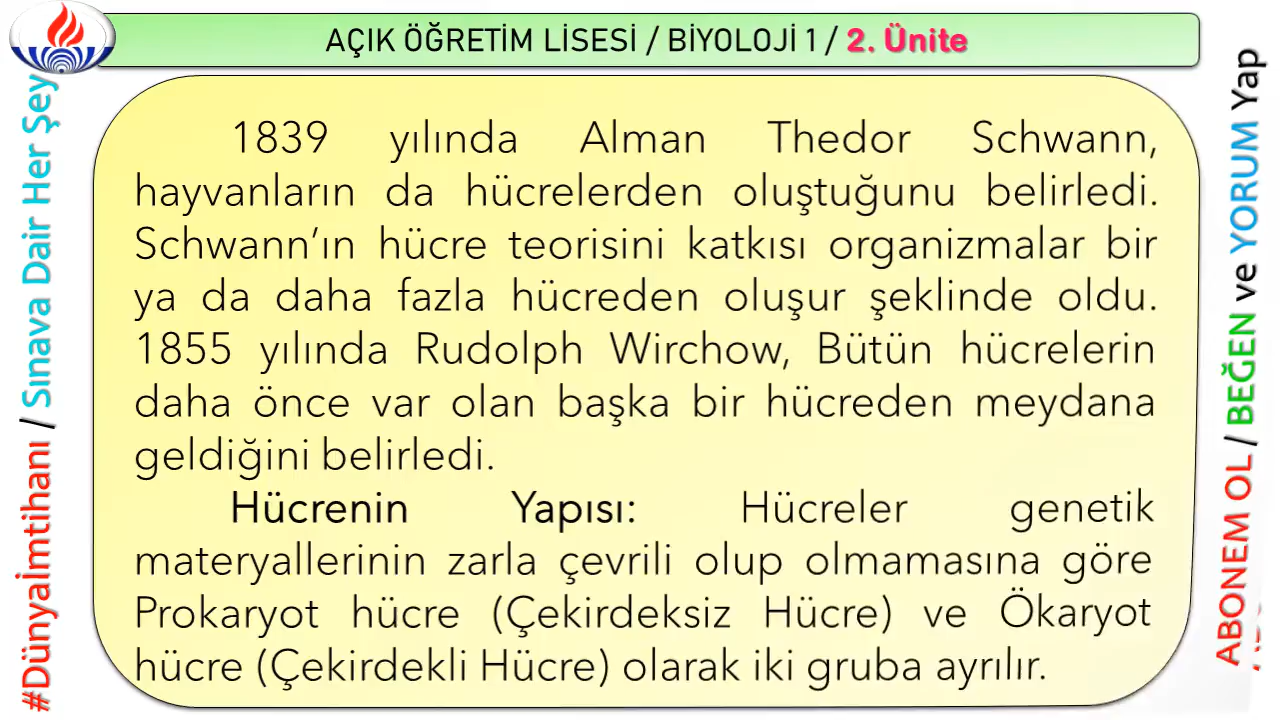 AÇIK ÖĞRETİM LİSESİ / BİYOLOJİ 1 / 2. Ünite
#Dünyaİmtihanı / Sınava Dair Her Şey
1839 yılında Alman Thedor Schwann,
hayvanların da hücrelerden oluştuğunu belirledi.
Schwann’ın hücre teorisini katkısı organizmalar bir
ya da daha fazla hücreden oluşur şeklinde oldu.
1855 yılında Rudolph Wirchow, Bütün hücrelerin
daha önce var olan başka bir hücreden meydana
geldiğini belirledi.
Hücrenin Yapısı: Hücreler genetik
materyallerinin zarla çevrili olup olmamasına göre
Prokaryot hücre (Çekirdeksiz Hücre) ve Ökaryot
hücre (Çekirdekli Hücre) olarak iki gruba ayrılır.
ABONEM OL / BEĞEN ve YORUM Yap